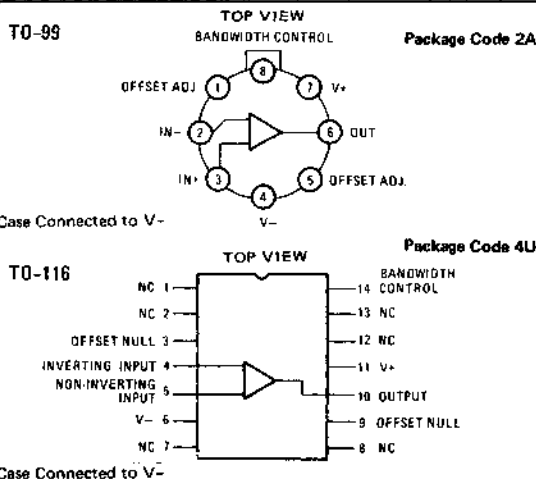 TOP VIEW
TO-99
BANDWIDTH CONTROL
Package Code 2A
8
OFFSET ADJ
1
7
V+
IN-
2
6
OUT
IN+
3
5
OFFSET ADJ.
4
V-
Case Connected to V-
Package Code 4U
TO-116
TOP VIEW
BANDWIDTH
NC 1
14 CONTROL
NC 2
13 NC
OFFSET NULL 3
12 NC
INVERTING INPUT 4
11 V+
NON-INVERTING
INPUT 5
10 OUTPUT
V- 6
9 OFFSET NULL
NC 7
8 NC
Case Connected to V-